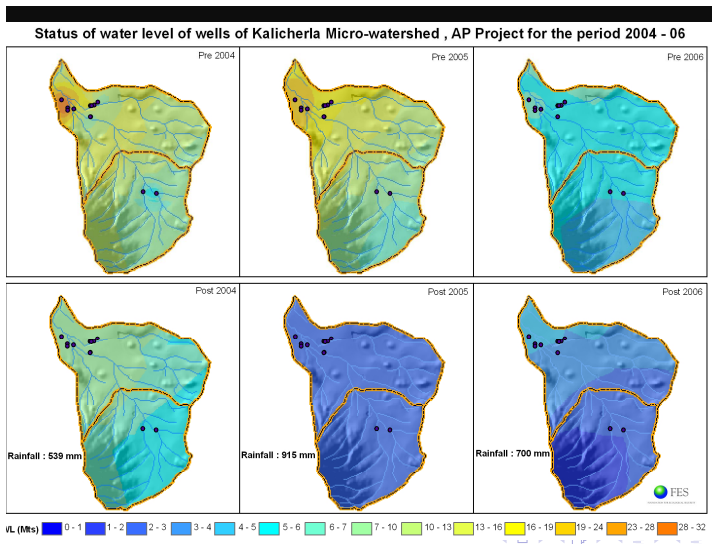 Status of water level of wells of Kalicherla Micro-watershed , AP Project for the period 2004 - 06
Pre 2004
Pre 2005
Pre 2006
Post 2004
Post 2005
Post 2006
Rainfall : 539 mm
Rainfall : 915 mm
Rainfall : 700 mm
FES
(Mts)
0 - 1
1 - 2
2 - 3
3 - 4
4 - 5
5 - 6
6 - 7
7 - 10
10 - 13
13 - 16
16 - 19
19 - 24
23 - 28
28 - 32